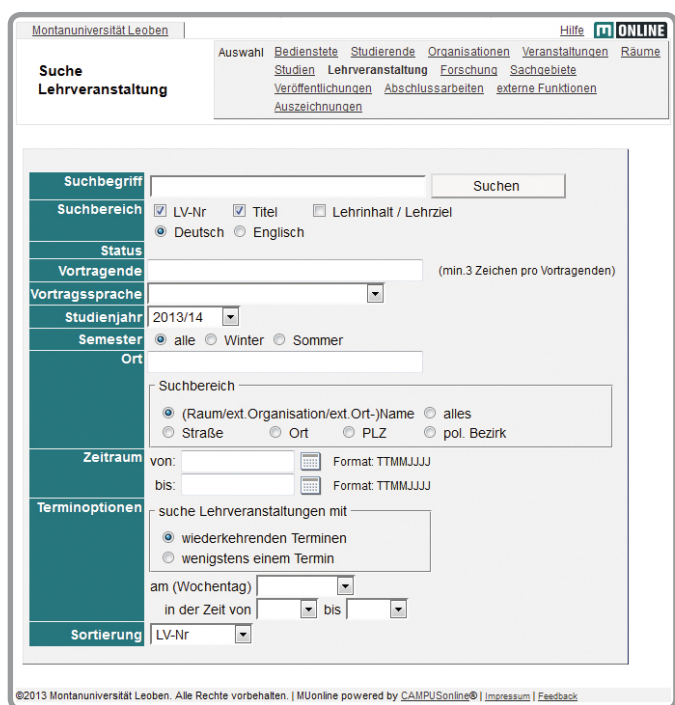 Montanuniversität Leoben
Hilfe m ONLINE
Suche
Lehrveranstaltung
Auswahl Bedienstete Studierende Organisationen Veranstaltungen Räume
Studien Lehrveranstaltung Forschung Sachgebiete
Veröffentlichungen Abschlussarbeiten externe Funktionen
Auszeichnungen
Suchbegriff Suchen
Suchbereich LV-Nr Titel Lehrinhalt / Lehrziel
Deutsch Englisch
Status
Vortragende (min.3 Zeichen pro Vortragenden)
Vortragssprache
Studienjahr 2013/14
Semester alle Winter Sommer
Ort
Suchbereich
(Raum/ext.Organisation/ext.Ort-)Name alles
Straße Ort PLZ pol. Bezirk
Zeitraum von: Format: TTMMJJJJ
bis: Format: TTMMJJJJ
Terminoptionen suche Lehrveranstaltungen mit
wiederkehrenden Terminen
wenigstens einem Termin
am (Wochentag)
in der Zeit von bis
Sortierung LV-Nr
©2013 Montanuniversität Leoben. Alle Rechte vorbehalten. | MUonline powered by CAMPUSonline® | Impressum | Feedback